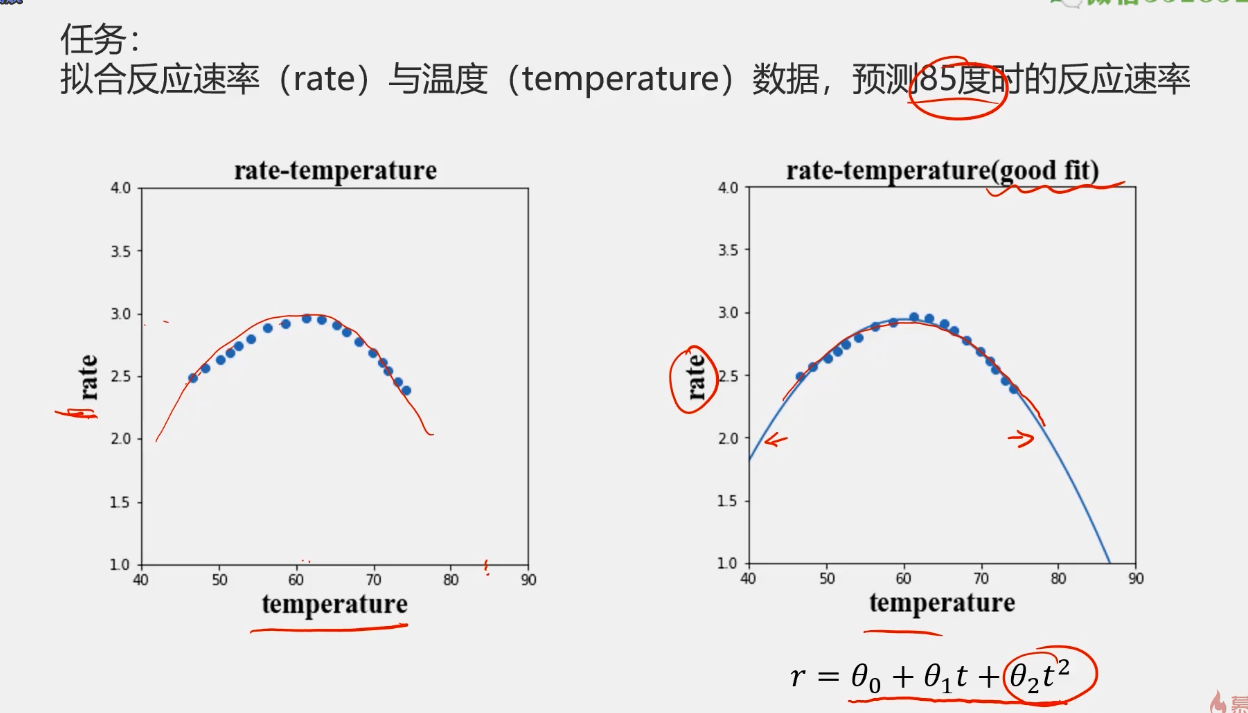 任务：
拟合反应速率（rate）与温度（temperature）数据，预测85度时的反应速率
rate-temperature
4.0
3.5
3.0
2.5
2.0
1.5
1.0
rate
40 50 60 70 80 90
temperature
rate-temperature(good fit)
4.0
3.5
3.0
2.5
2.0
1.5
1.0
rate
40 50 60 70 80 90
temperature
r = θ₀ + θ₁t + θ₂t²